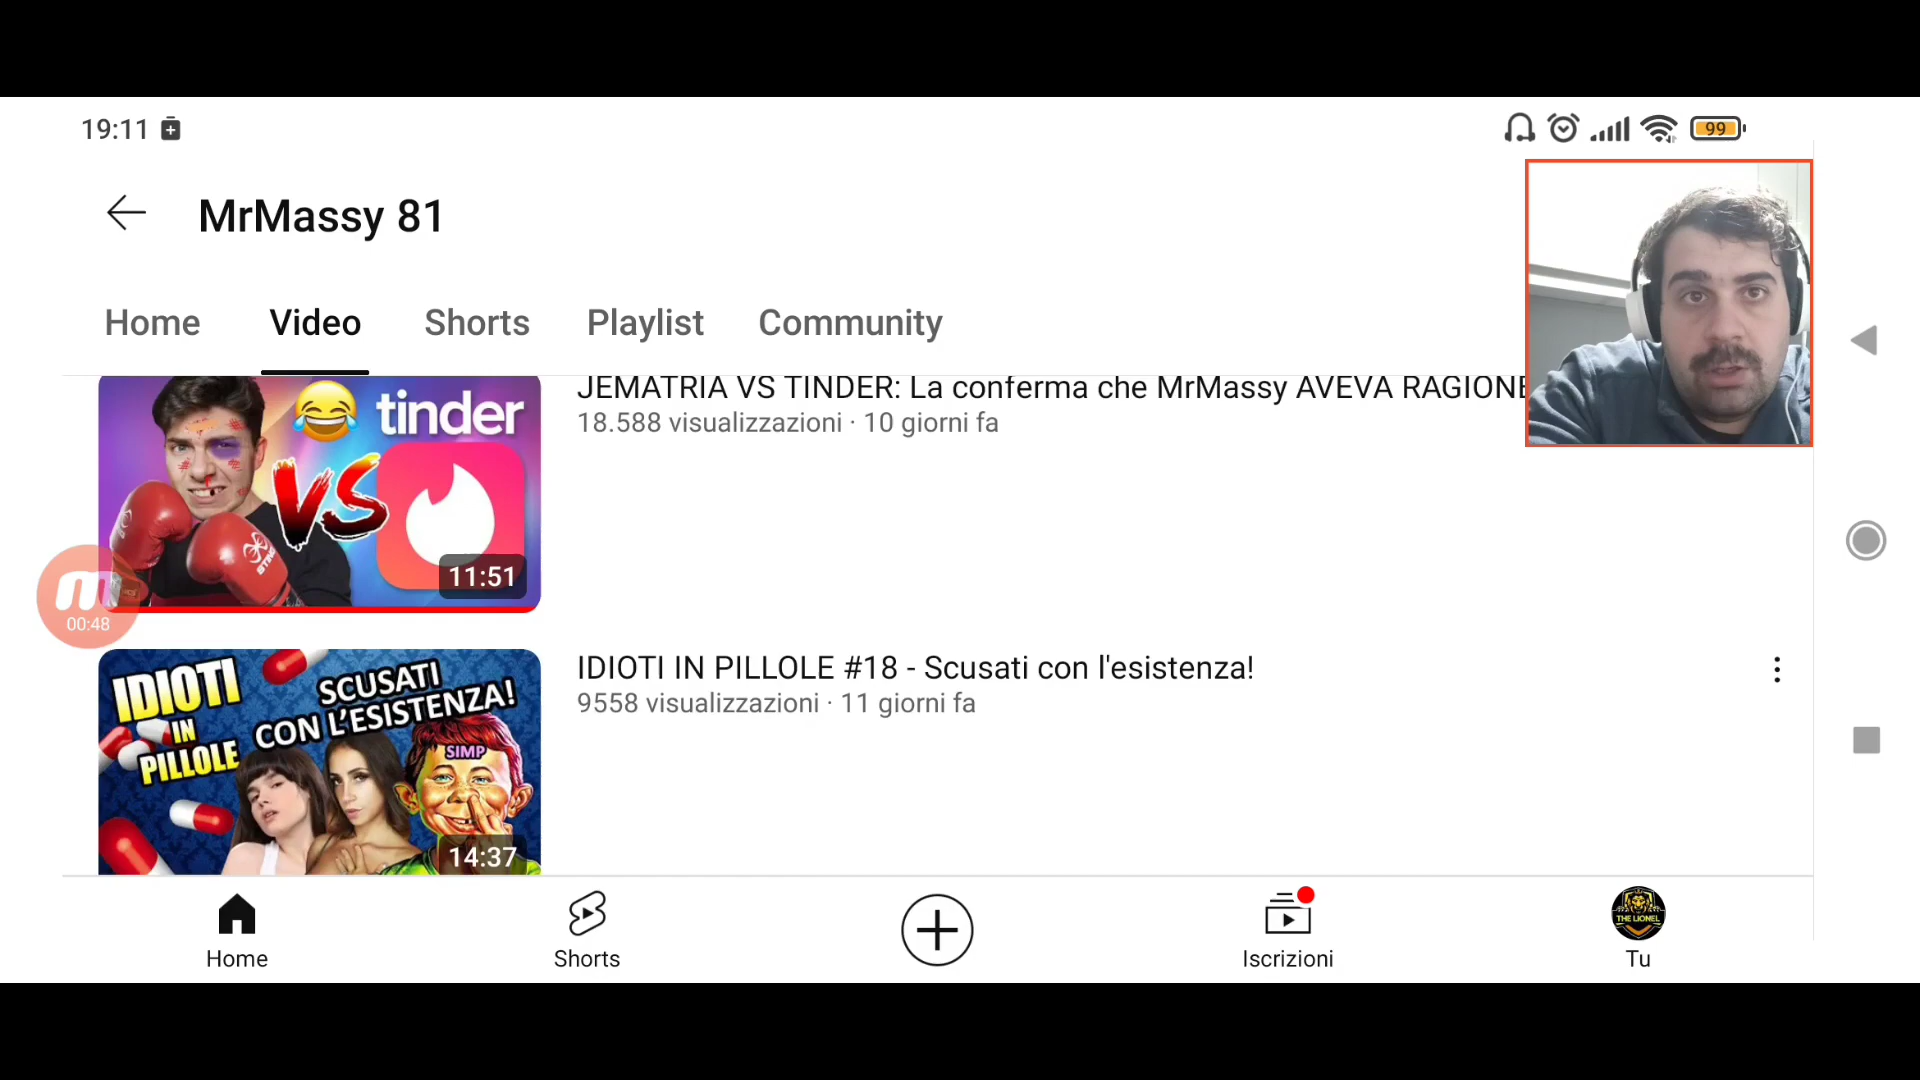 19:11
99
MrMassy 81
Home Video Shorts Playlist Community
JEMATRIA VS TINDER: La conferma che MrMassy AVEVA RAGIONE
18.588 visualizzazioni · 10 giorni fa
tinder
VS
11:51
00:48
IDIOTI IN PILLOLE #18 - Scusati con l'esistenza!
9558 visualizzazioni · 11 giorni fa
IDIOTI
IN
PILLOLE
SCUSATI
CON L'ESISTENZA!
SIMP
14:37
THE LIONEL
Home Shorts Iscrizioni Tu